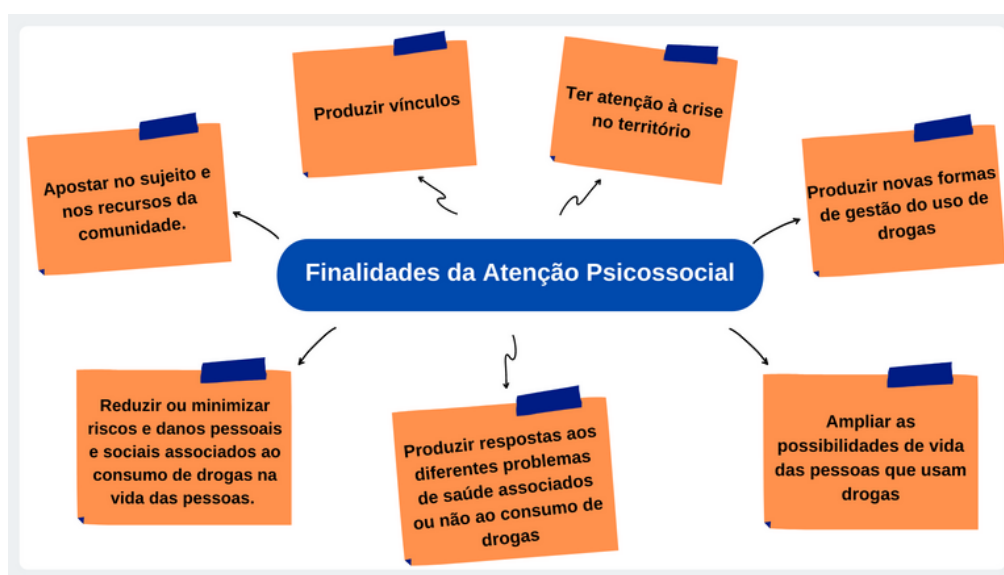 Produzir vínculos
Ter atenção à crise
no território
Apostar no sujeito e
nos recursos da
comunidade.
Produzir novas formas
de gestão do uso de
drogas
Finalidades da Atenção Psicossocial
Reduzir ou minimizar
riscos e danos pessoais
e sociais associados ao
consumo de drogas na
vida das pessoas.
Produzir respostas aos
diferentes problemas
de saúde associados
ou não ao consumo de
drogas
Ampliar as
possibilidades de vida
das pessoas que usam
drogas